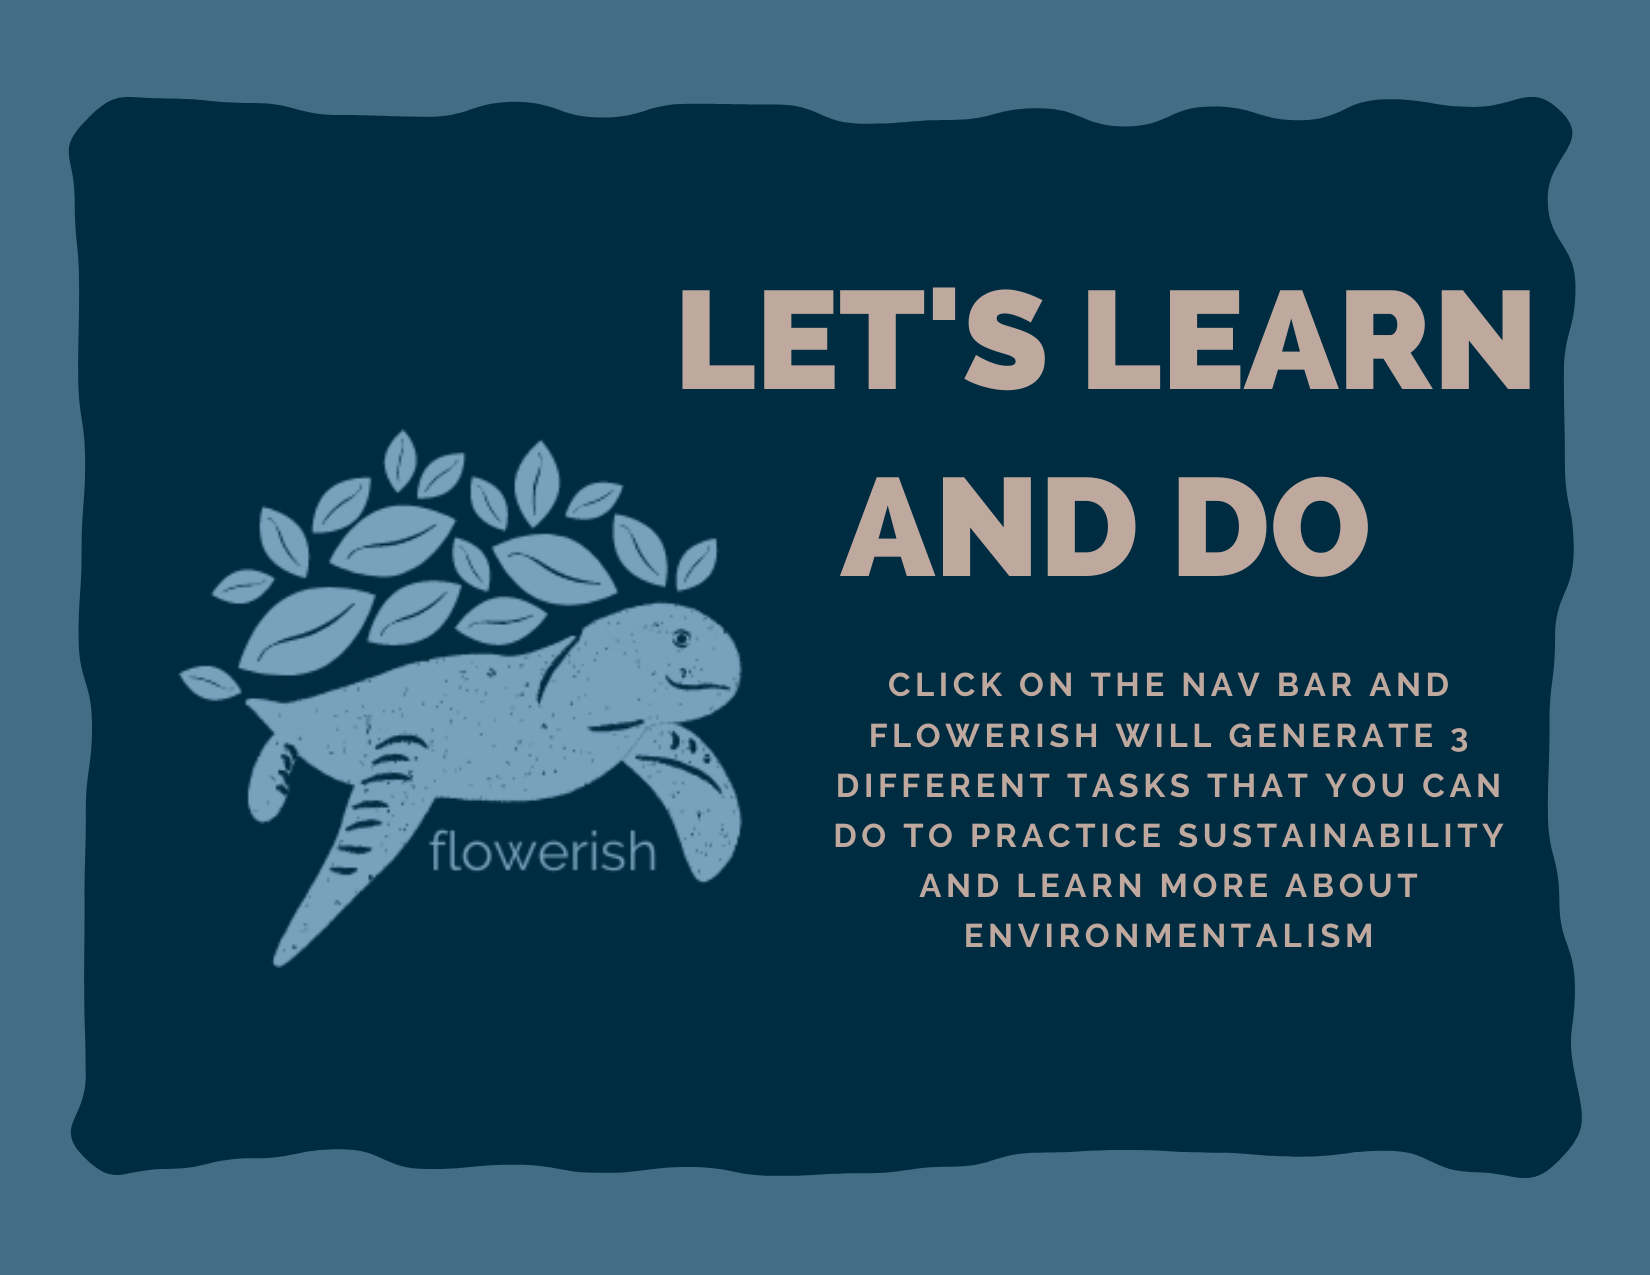 LET'S LEARN
AND DO
flowerish
CLICK ON THE NAV BAR AND
FLOWERISH WILL GENERATE 3
DIFFERENT TASKS THAT YOU CAN
DO TO PRACTICE SUSTAINABILITY
AND LEARN MORE ABOUT
ENVIRONMENTALISM